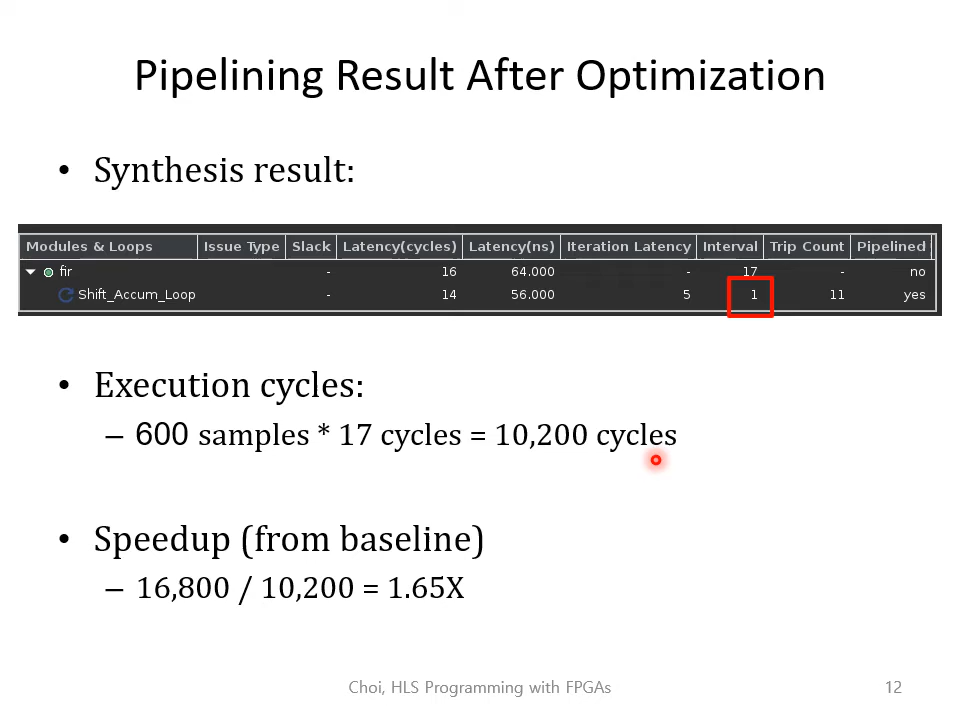 Pipelining Result After Optimization
• Synthesis result:
Modules & Loops Issue Type Slack Latency(cycles) Latency(ns) Iteration Latency Interval Trip Count Pipelined
fir - 16 64.000 - 17 - no
Shift_Accum_Loop - 14 56.000 5 1 11 yes
• Execution cycles:
– 600 samples * 17 cycles = 10,200 cycles
• Speedup (from baseline)
– 16,800 / 10,200 = 1.65X
Choi, HLS Programming with FPGAs 12